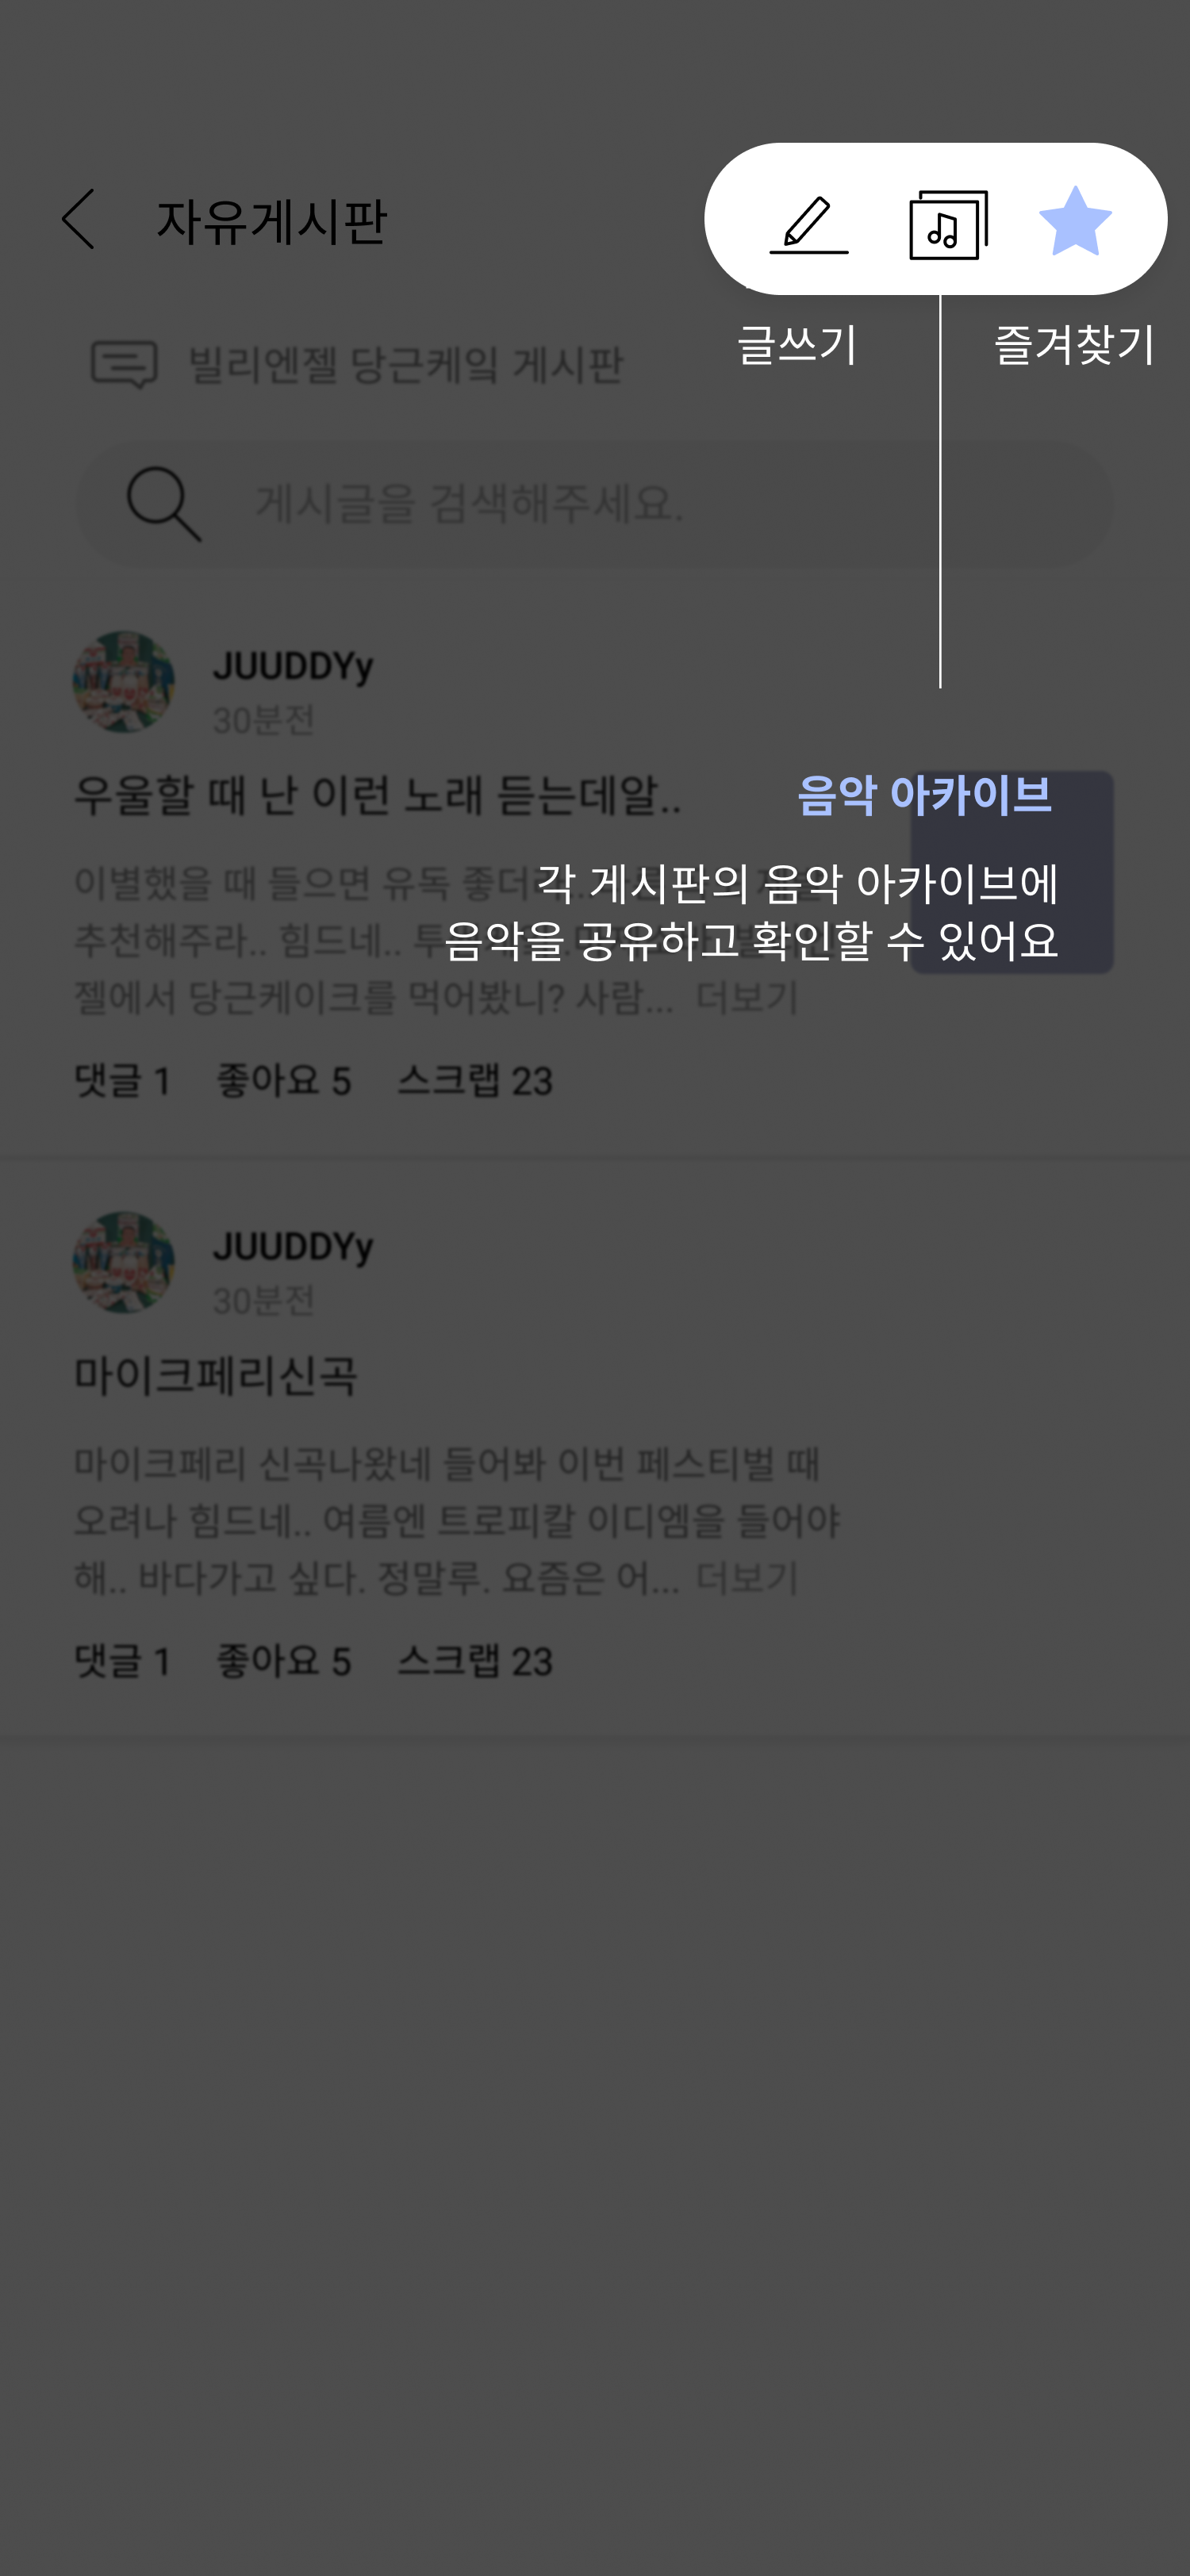 자유게시판
글쓰기
즐겨찾기
빌리엔젤 당근케잌 게시판
게시글을 검색해주세요.
JUUDDYy
30분전
우울할 때 난 이런 노래 듣는데알..
음악 아카이브
각 게시판의 음악 아카이브에
음악을 공유하고 확인할 수 있어요
이별했을 때 들으면 유독 좋더
추천해주라.. 힘드네..
젤에서 당근케이크를 먹어봤니? 사람... 더보기
댓글 1 좋아요 5 스크랩 23
JUUDDYy
30분전
마이크페리신곡
마이크페리 신곡나왔네 들어봐 이번 페스티벌 때
오려나 힘드네.. 여름엔 트로피칼 이디엠을 들어야
해.. 바다가고 싶다. 정말루. 요즘은 어... 더보기
댓글 1 좋아요 5 스크랩 23